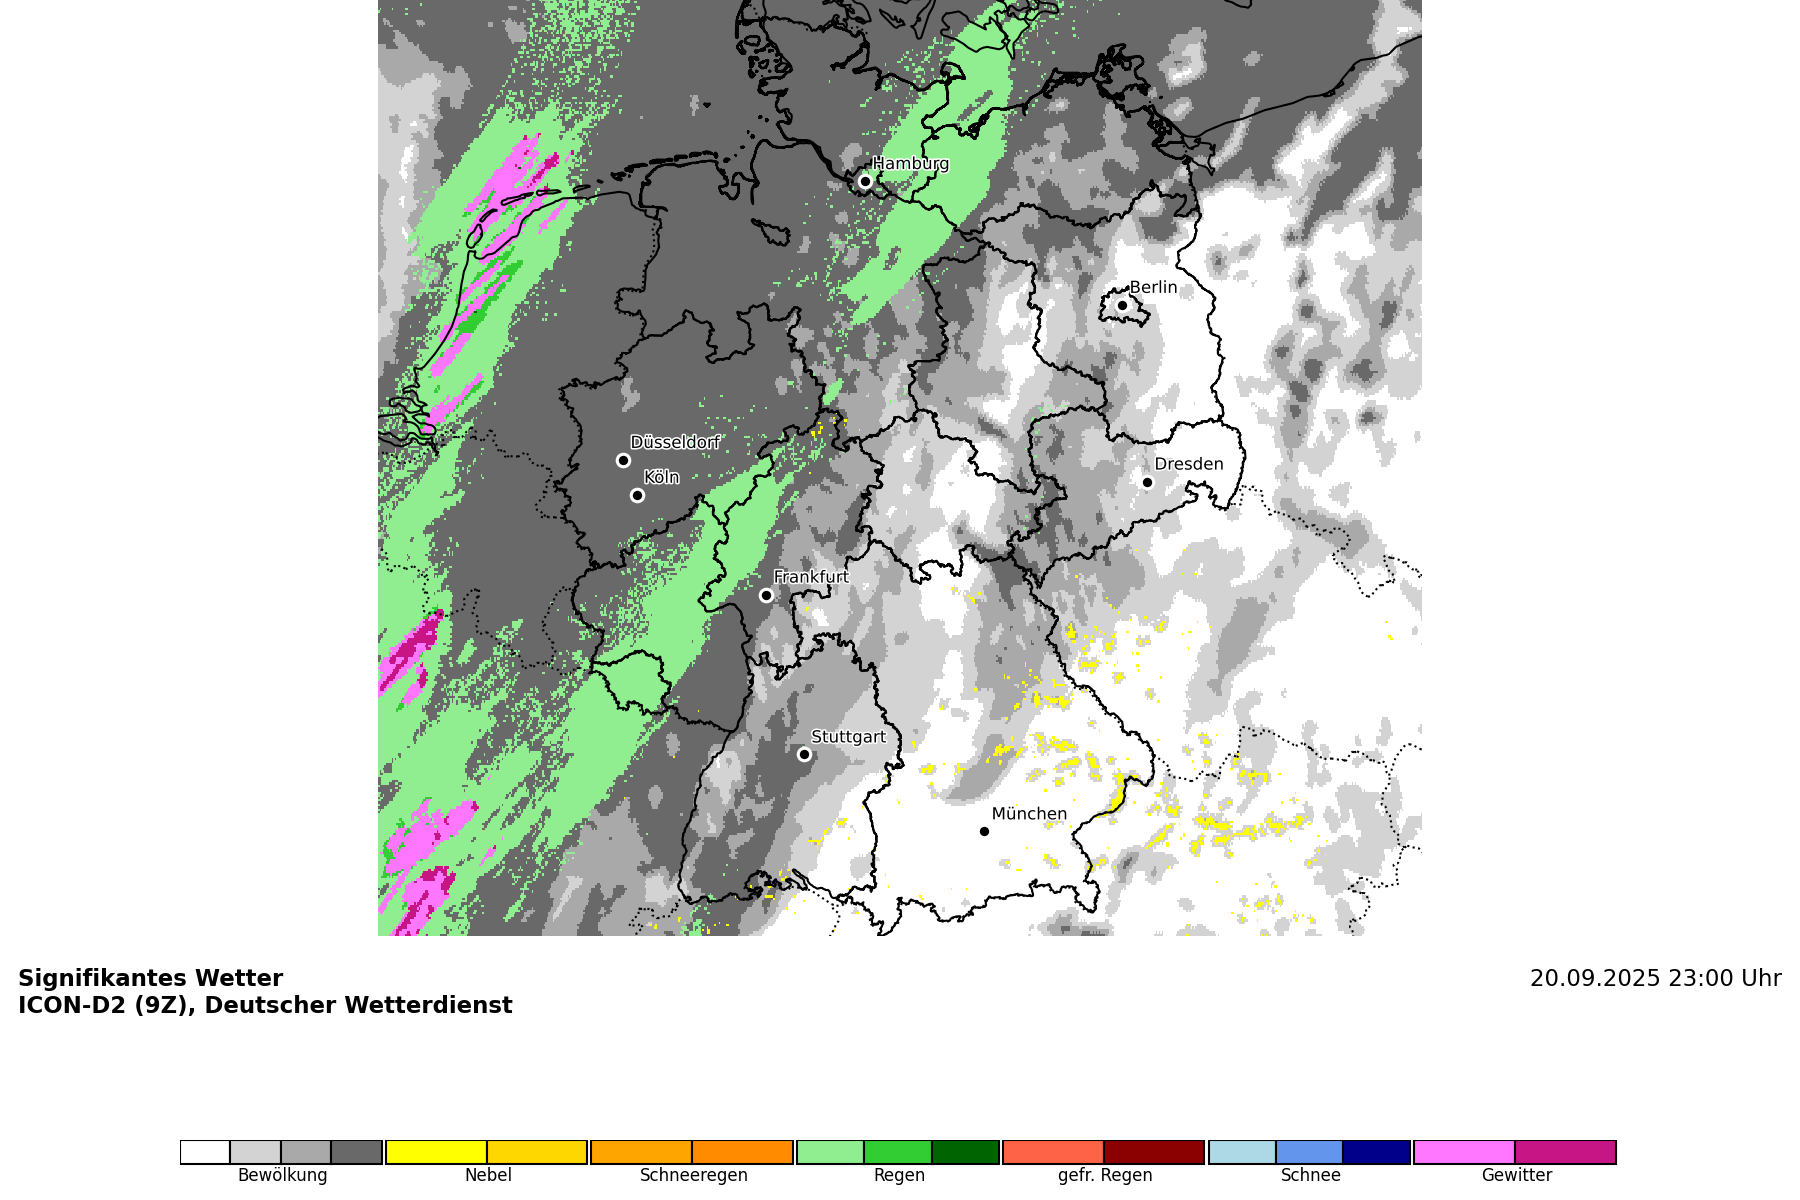 Hamburg
Berlin
Düsseldorf
Köln
Dresden
Frankfurt
Stuttgart
München
Signifikantes Wetter
20.09.2025 23:00 Uhr
ICON-D2 (9Z), Deutscher Wetterdienst
Bewölkung Nebel Schneeregen Regen gefr. Regen Schnee Gewitter